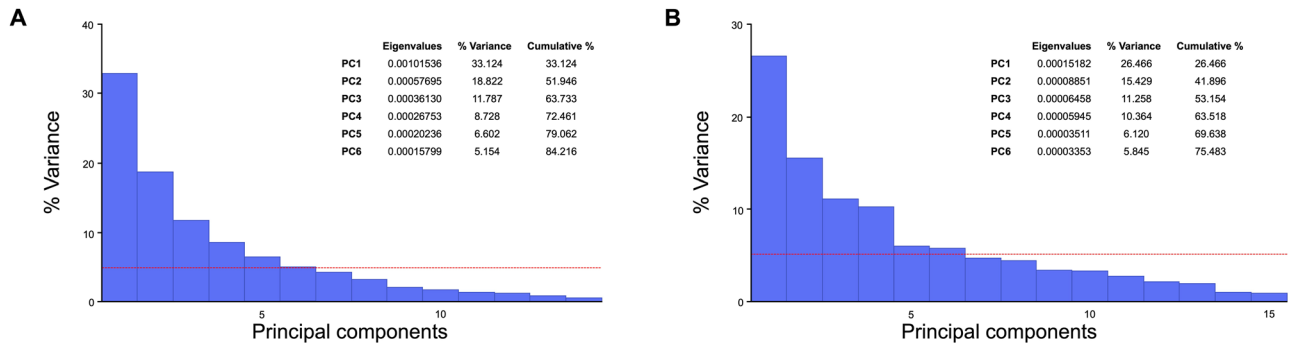 A
40
30
20
10
0
% Variance
Eigenvalues % Variance Cumulative %
PC1 0.00101536 33.124 33.124
PC2 0.00057695 18.822 51.946
PC3 0.00036130 11.787 63.733
PC4 0.00026753 8.728 72.461
PC5 0.00020236 6.602 79.062
PC6 0.00015799 5.154 84.216
5 10
Principal components
B
30
20
10
0
% Variance
Eigenvalues % Variance Cumulative %
PC1 0.00015182 26.466 26.466
PC2 0.00008851 15.429 41.896
PC3 0.00006458 11.258 53.154
PC4 0.00005945 10.364 63.518
PC5 0.00003511 6.120 69.638
PC6 0.00003353 5.845 75.483
5 10 15
Principal components